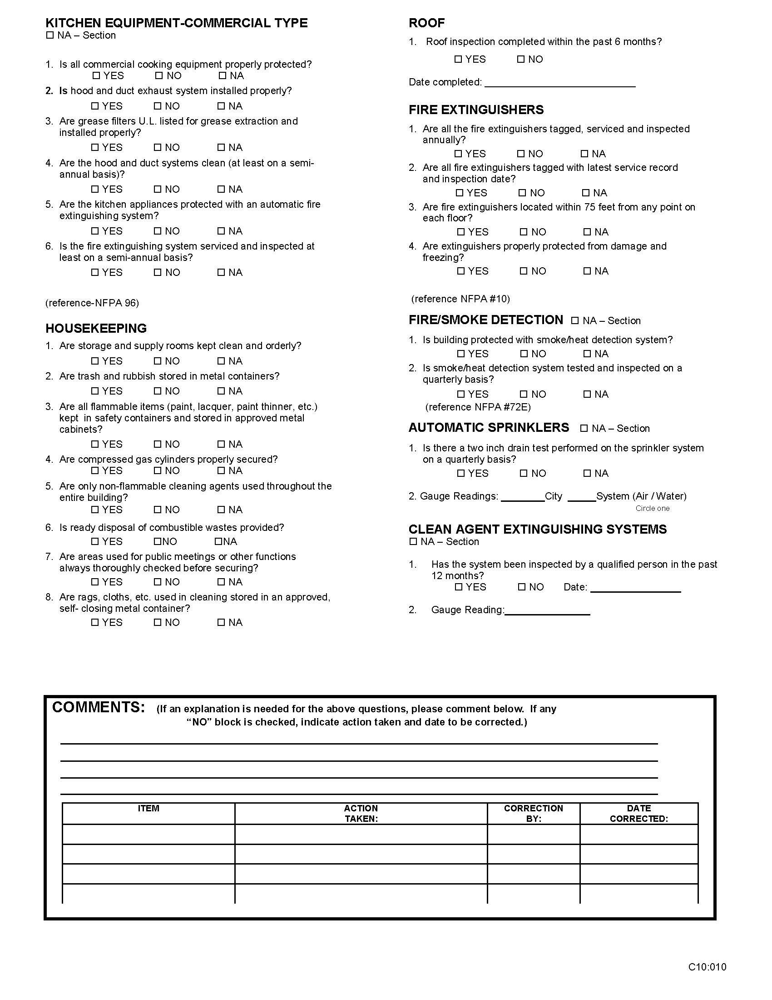 KITCHEN EQUIPMENT-COMMERCIAL TYPE
☐ NA – Section
1. Is all commercial cooking equipment properly protected?
☐ YES ☐ NO ☐ NA
2. Is hood and duct exhaust system installed properly?
☐ YES ☐ NO ☐ NA
3. Are grease filters U.L. listed for grease extraction and
installed properly?
☐ YES ☐ NO ☐ NA
4. Are the hood and duct systems clean (at least on a semi-
annual basis)?
☐ YES ☐ NO ☐ NA
5. Are the kitchen appliances protected with an automatic fire
extinguishing system?
☐ YES ☐ NO ☐ NA
6. Is the fire extinguishing system serviced and inspected at
least on a semi-annual basis?
☐ YES ☐ NO ☐ NA
(reference-NFPA 96)
HOUSEKEEPING
1. Are storage and supply rooms kept clean and orderly?
☐ YES ☐ NO ☐ NA
2. Are trash and rubbish stored in metal containers?
☐ YES ☐ NO ☐ NA
3. Are all flammable items (paint, lacquer, paint thinner, etc.)
kept in safety containers and stored in approved metal
cabinets?
☐ YES ☐ NO ☐ NA
4. Are compressed gas cylinders properly secured?
☐ YES ☐ NO ☐ NA
5. Are only non-flammable cleaning agents used throughout the
entire building?
☐ YES ☐ NO ☐ NA
6. Is ready disposal of combustible wastes provided?
☐ YES ☐NO ☐NA
7. Are areas used for public meetings or other functions
always thoroughly checked before securing?
☐ YES ☐ NO ☐ NA
8. Are rags, cloths, etc. used in cleaning stored in an approved,
self- closing metal container?
☐ YES ☐ NO ☐ NA
ROOF
1. Roof inspection completed within the past 6 months?
☐ YES ☐ NO
Date completed: ____________________
FIRE EXTINGUISHERS
1. Are all the fire extinguishers tagged, serviced and inspected
annually?
☐ YES ☐ NO ☐ NA
2. Are all fire extinguishers tagged with latest service record
and inspection date?
☐ YES ☐ NO ☐ NA
3. Are fire extinguishers located within 75 feet from any point on
each floor?
☐ YES ☐ NO ☐ NA
4. Are extinguishers properly protected from damage and
freezing?
☐ YES ☐ NO ☐ NA
(reference NFPA #10)
FIRE/SMOKE DETECTION ☐ NA – Section
1. Is building protected with smoke/heat detection system?
☐ YES ☐ NO ☐ NA
2. Is smoke/heat detection system tested and inspected on a
quarterly basis?
☐ YES ☐ NO ☐ NA
(reference NFPA #72E)
AUTOMATIC SPRINKLERS ☐ NA – Section
1. Is there a two inch drain test performed on the sprinkler system
on a quarterly basis?
☐ YES ☐ NO ☐ NA
2. Gauge Readings: ________City _____System (Air / Water)
Circle one
CLEAN AGENT EXTINGUISHING SYSTEMS
☐ NA – Section
1. Has the system been inspected by a qualified person in the past
12 months?
☐ YES ☐ NO Date: ________________
2. Gauge Reading:_______________
COMMENTS: (If an explanation is needed for the above questions, please comment below. If any
“NO” block is checked, indicate action taken and date to be corrected.)
ITEM ACTION CORRECTION DATE
TAKEN: BY: CORRECTED:
C10:010